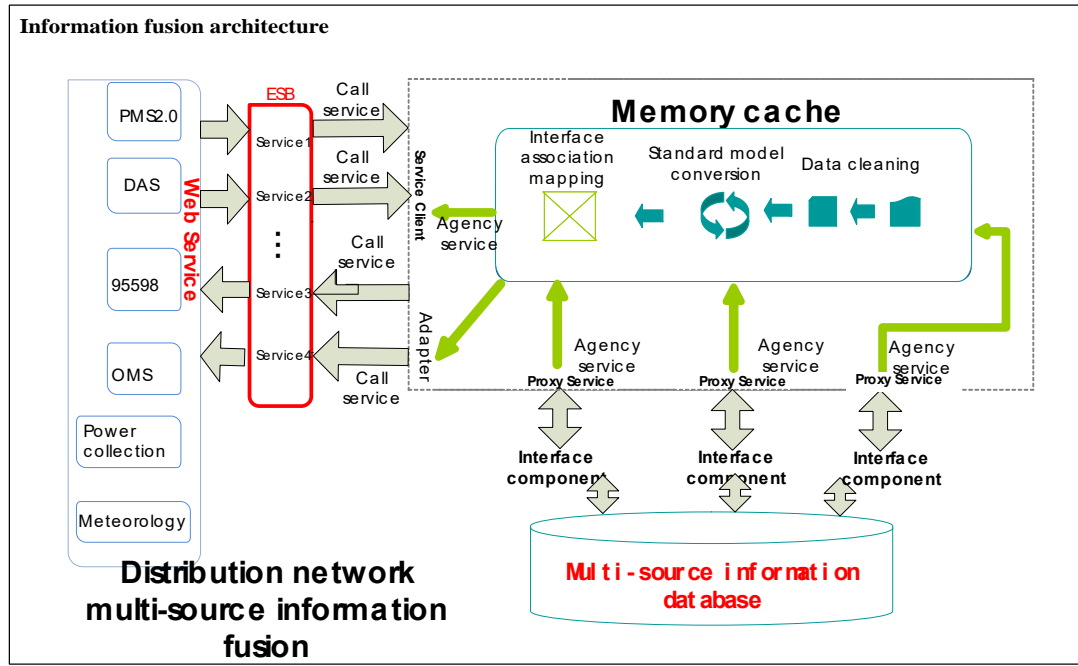 Information fusion architecture
PMS2.0
DAS
95598
OMS
Power
collection
Meteorology
Web Service
ESB
Service1
Service2
Service3
Service4
Call
service
Call
service
Call
service
Call
service
Service Client
Adapter
Memory cache
Interface
association
mapping
Standard model
conversion
Data cleaning
Agency
service
Agency
service
Agency
service
Agency
service
Proxy Service
Proxy Service
Proxy Service
Interface
component
Interface
component
Interface
component
Multi-source information
database
Distribution network
multi-source information
fusion